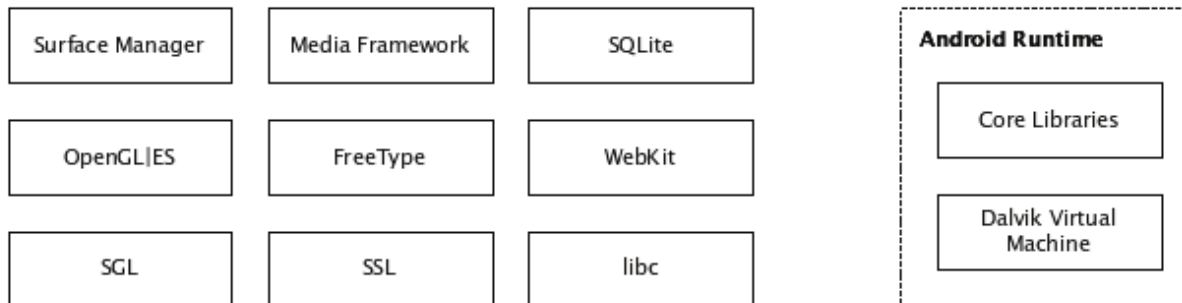 Surface Manager
Media Framework
SQLite
OpenGL|ES
FreeType
WebKit
SGL
SSL
libc
Android Runtime
Core Libraries
Dalvik Virtual
Machine